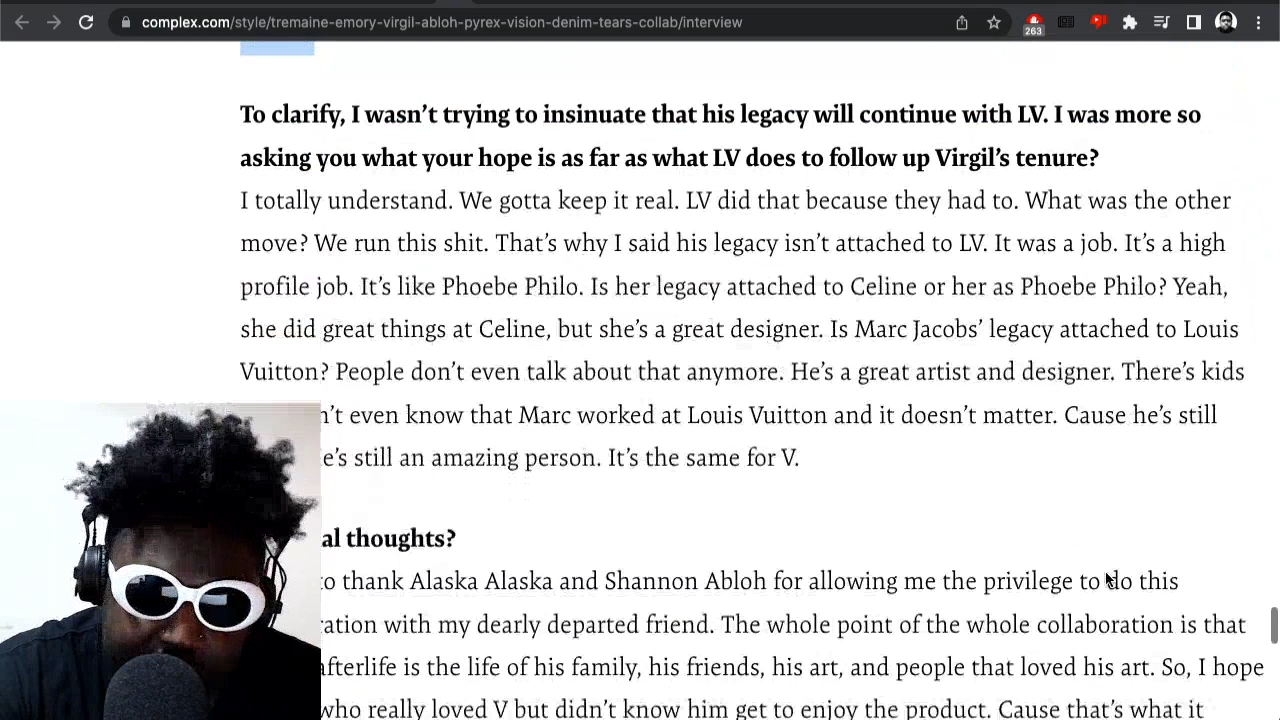 complex.com/style/tremaine-emory-virgil-abloh-pyrex-vision-denim-tears-collab/interview
263
To clarify, I wasn’t trying to insinuate that his legacy will continue with LV. I was more so
asking you what your hope is as far as what LV does to follow up Virgil’s tenure?
I totally understand. We gotta keep it real. LV did that because they had to. What was the other
move? We run this shit. That’s why I said his legacy isn’t attached to LV. It was a job. It’s a high
profile job. It’s like Phoebe Philo. Is her legacy attached to Celine or her as Phoebe Philo? Yeah,
she did great things at Celine, but she’s a great designer. Is Marc Jacobs’ legacy attached to Louis
Vuitton? People don’t even talk about that anymore. He’s a great artist and designer. There’s kids
n’t even know that Marc worked at Louis Vuitton and it doesn’t matter. Cause he’s still
e’s still an amazing person. It’s the same for V.
al thoughts?
to thank Alaska Alaska and Shannon Abloh for allowing me the privilege to do this
ration with my dearly departed friend. The whole point of the whole collaboration is that
afterlife is the life of his family, his friends, his art, and people that loved his art. So, I hope
who really loved V but didn’t know him get to enjoy the product. Cause that’s what it